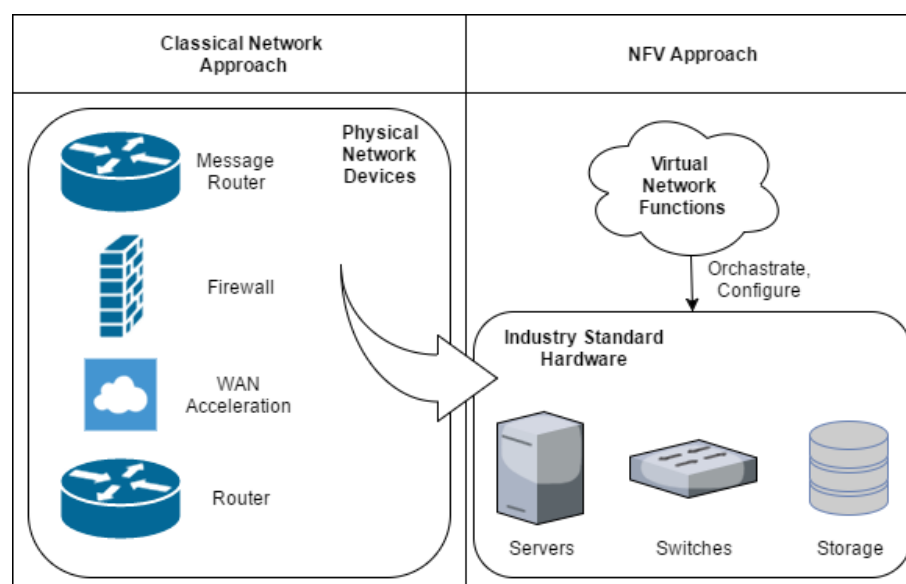 Classical Network
Approach
NFV Approach
Physical
Network
Devices
Message
Router
Firewall
WAN
Acceleration
Router
Virtual
Network
Functions
Orchastrate,
Configure
Industry Standard
Hardware
Servers
Switches
Storage